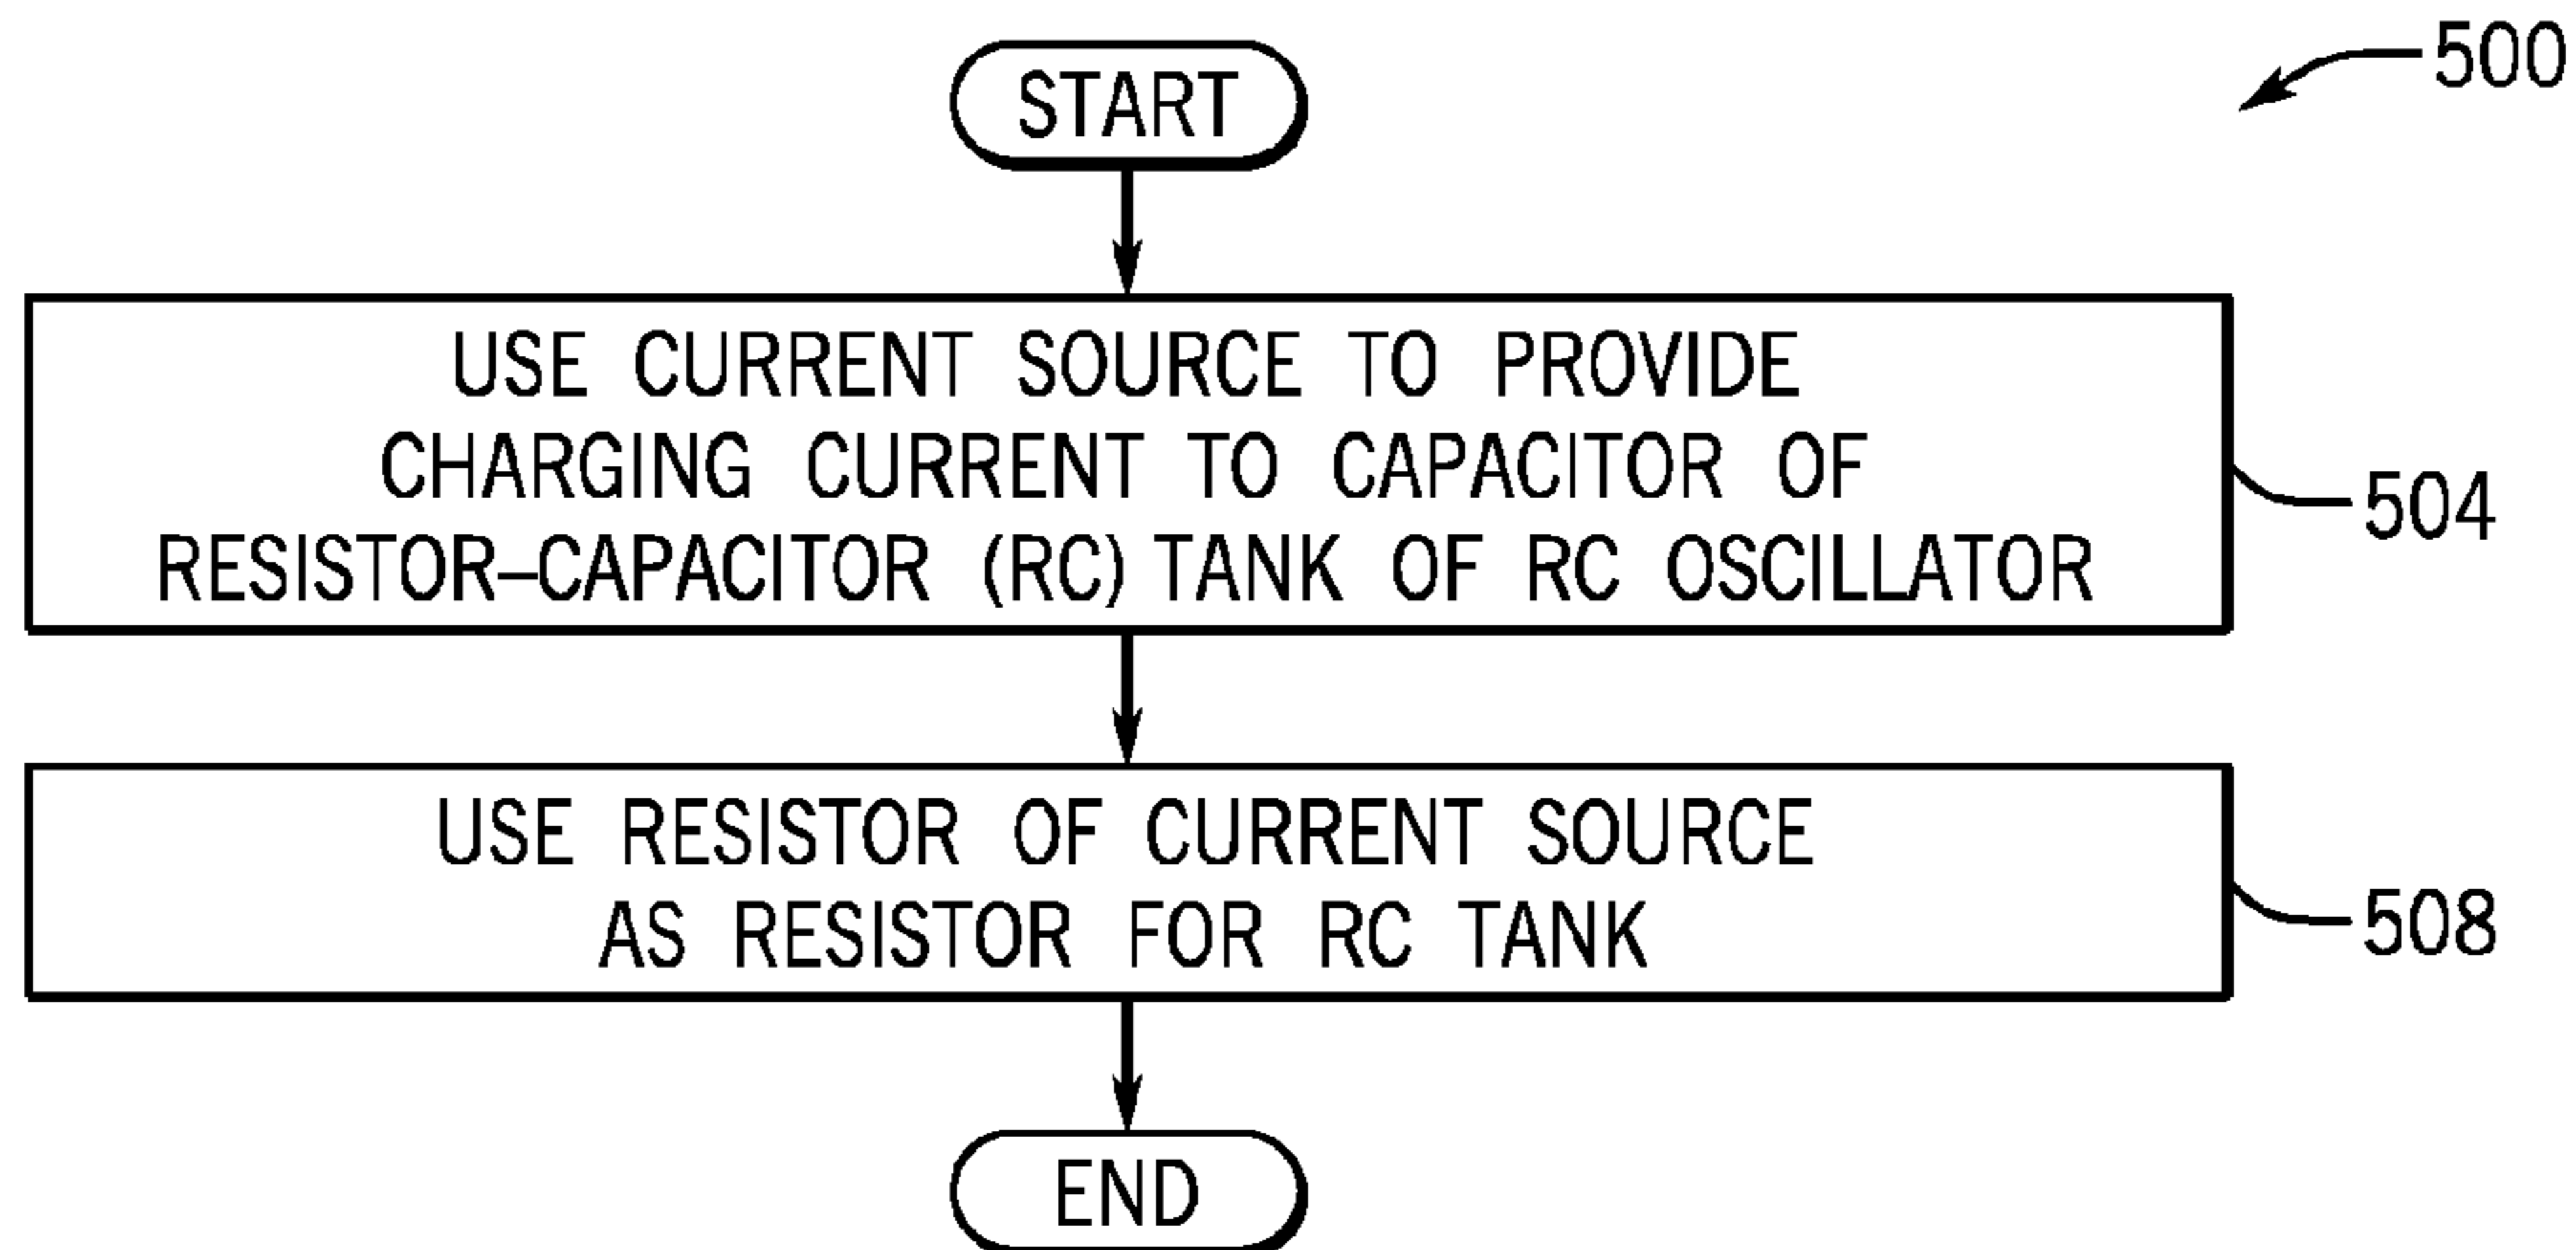 START
500
USE CURRENT SOURCE TO PROVIDE
CHARGING CURRENT TO CAPACITOR OF
RESISTOR–CAPACITOR (RC) TANK OF RC OSCILLATOR
504
USE RESISTOR OF CURRENT SOURCE
AS RESISTOR FOR RC TANK
508
END